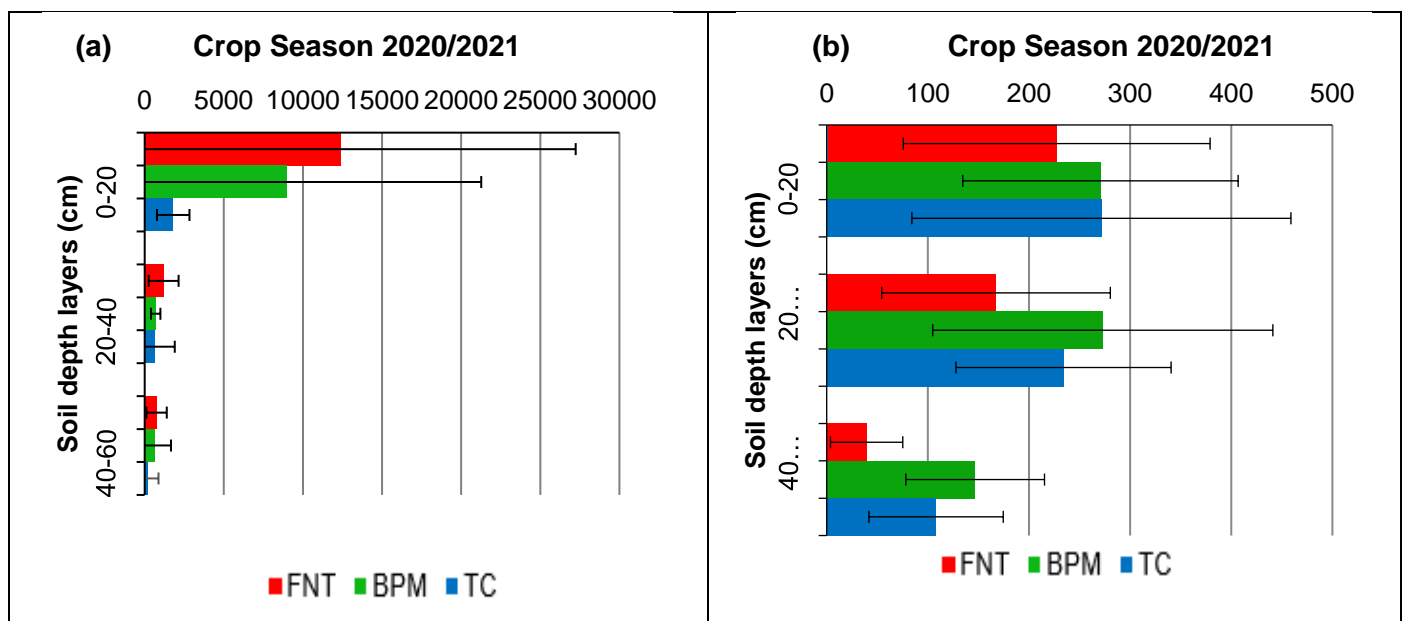 (a) Crop Season 2020/2021
0 5000 10000 15000 20000 25000 30000
Soil depth layers (cm)
0-20
20-40
40-60
FNT BPM TC
(b) Crop Season 2020/2021
0 100 200 300 400 500
Soil depth layers (cm)
0-20
20...
40...
FNT BPM TC